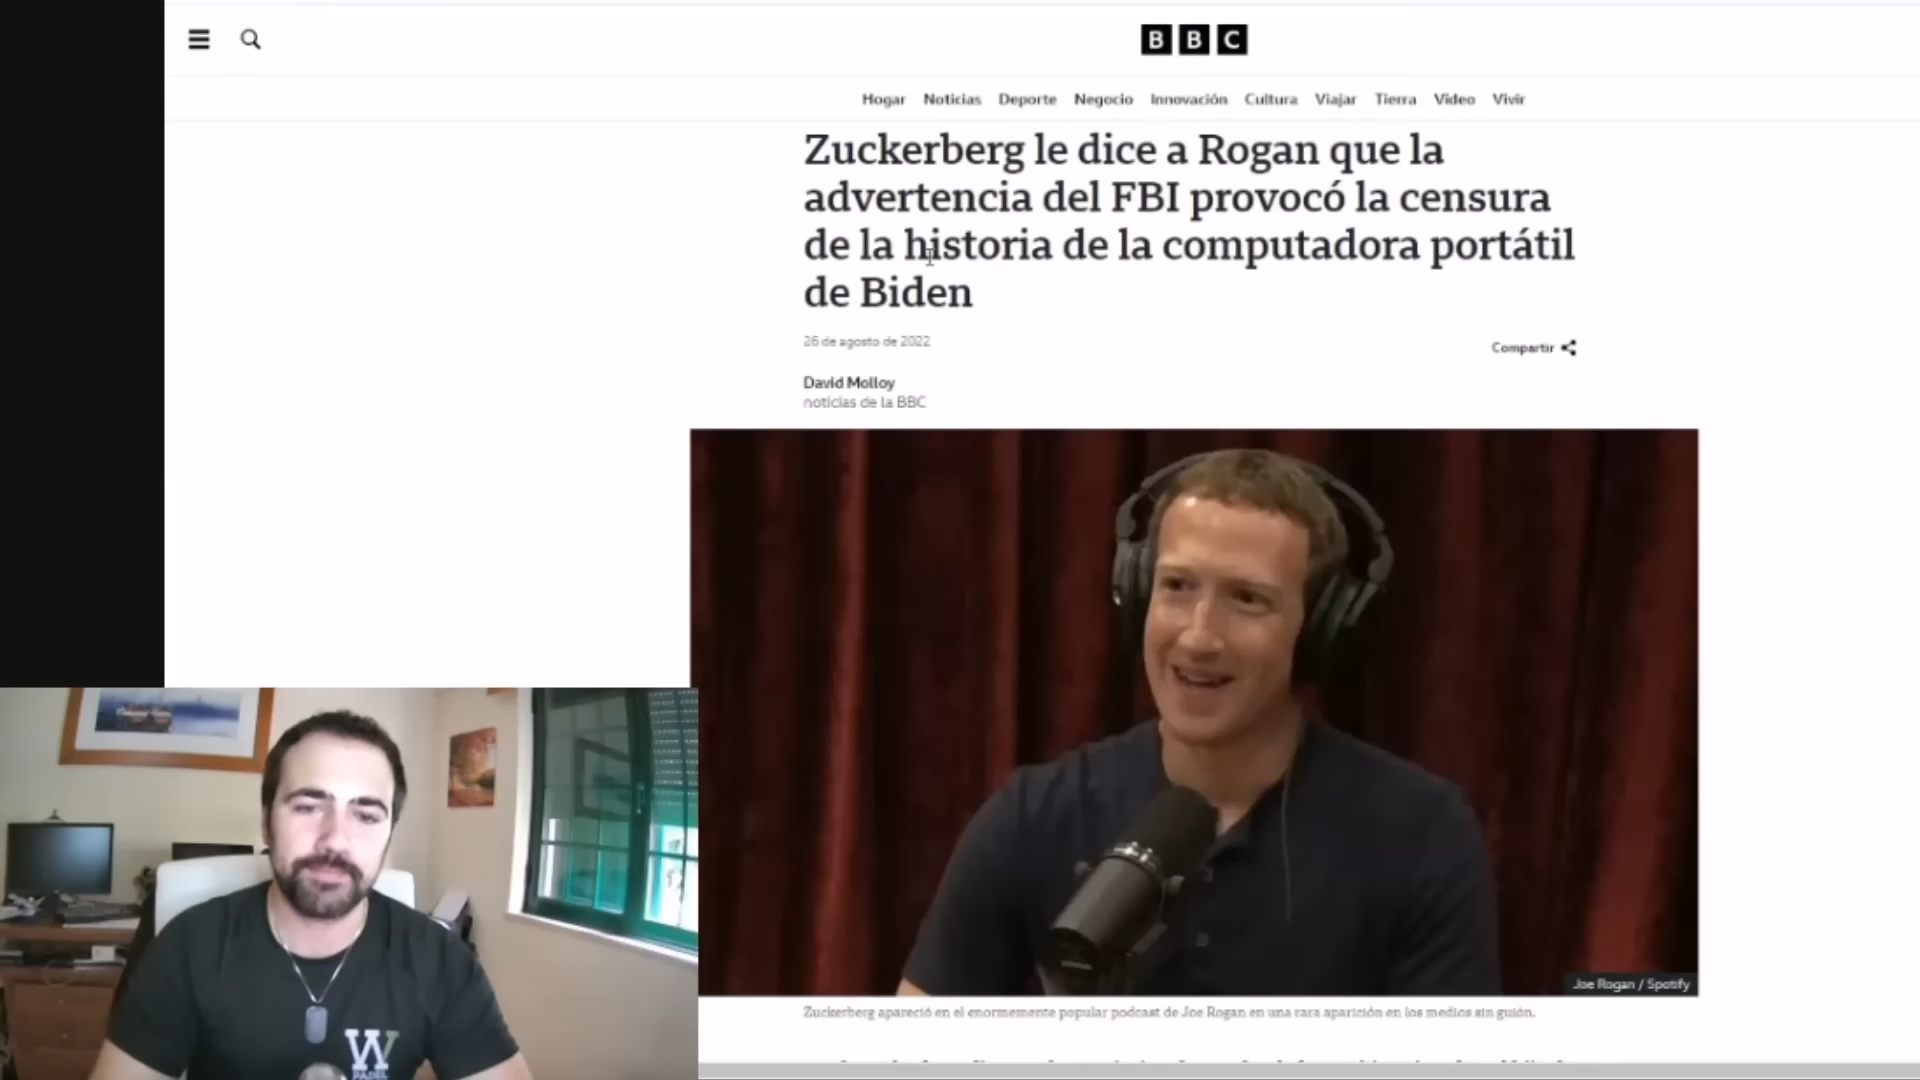 BBC
Hogar Noticias Deporte Negocio Innovación Cultura Viajar Tierra Video Vivir
Zuckerberg le dice a Rogan que la
advertencia del FBI provocó la censura
de la historia de la computadora portátil
de Biden
26 de agosto de 2022
Compartir
David Molloy
noticias de la BBC
Joe Rogan / Spotify
Zuckerberg apareció en el enormemente popular podcast de Joe Rogan en una rara aparición en los medios sin guión.
W
PADEL